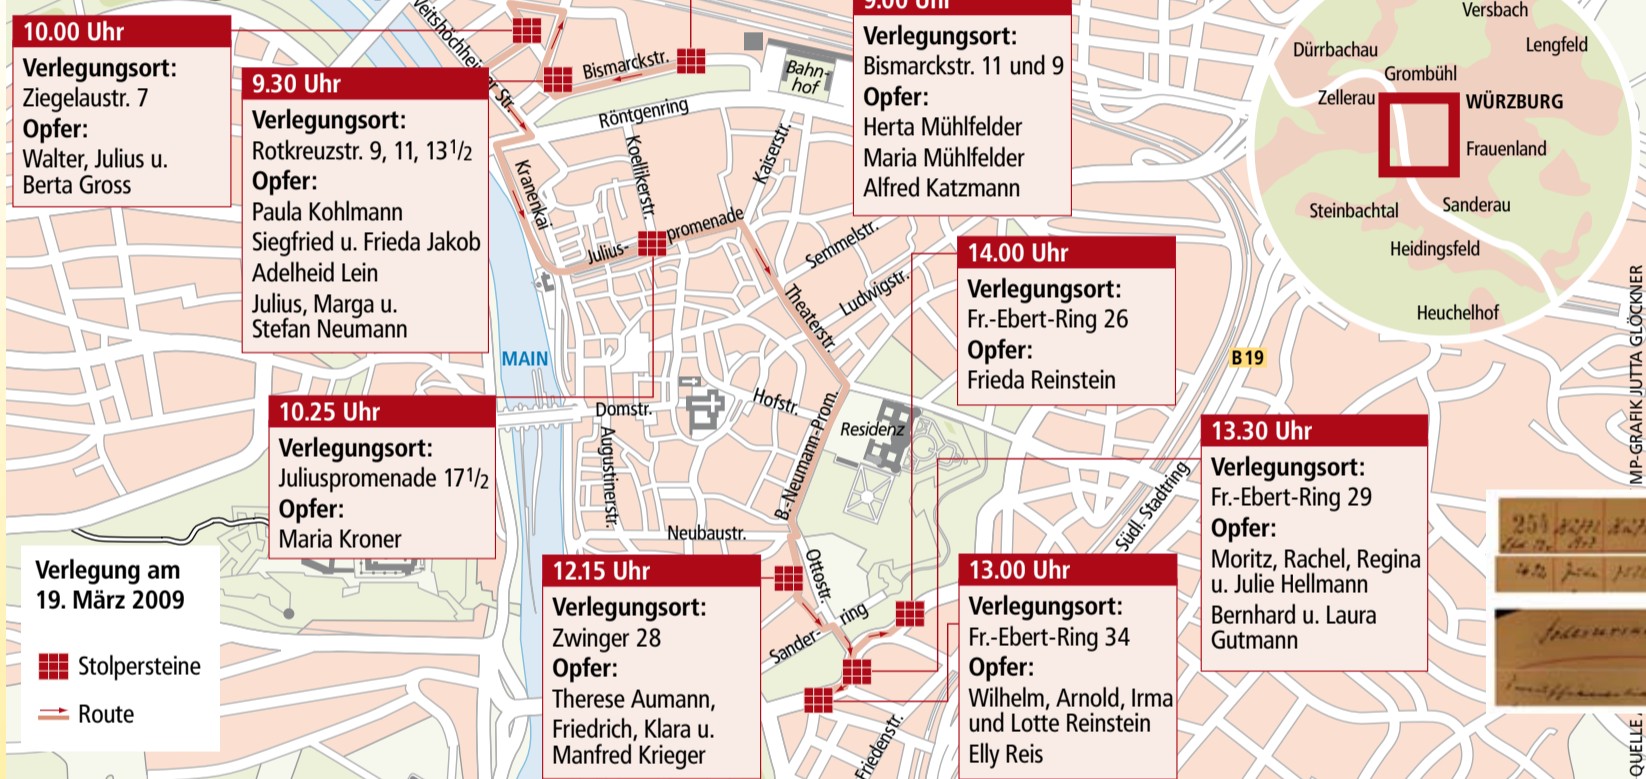 10.00 Uhr
Verlegungsort:
Ziegelaustr. 7
Opfer:
Walter, Julius u.
Berta Gross
9.30 Uhr
Verlegungsort:
Rotkreuzstr. 9, 11, 13 1/2
Opfer:
Paula Kohlmann
Siegfried u. Frieda Jakob
Adelheid Lein
Julius, Marga u.
Stefan Neumann
9.00 Uhr
Verlegungsort:
Bismarckstr. 11 und 9
Opfer:
Herta Mühlfelder
Maria Mühlfelder
Alfred Katzmann
10.25 Uhr
Verlegungsort:
Juliuspromenade 17 1/2
Opfer:
Maria Kroner
14.00 Uhr
Verlegungsort:
Fr.-Ebert-Ring 26
Opfer:
Frieda Reinstein
13.30 Uhr
Verlegungsort:
Fr.-Ebert-Ring 29
Opfer:
Moritz, Rachel, Regina
u. Julie Hellmann
Bernhard u. Laura
Gutmann
12.15 Uhr
Verlegungsort:
Zwinger 28
Opfer:
Therese Aumann,
Friedrich, Klara u.
Manfred Krieger
13.00 Uhr
Verlegungsort:
Fr.-Ebert-Ring 34
Opfer:
Wilhelm, Arnold, Irma
und Lotte Reinstein
Elly Reis
Verlegung am
19. März 2009
Stolpersteine
Route
Veitshöchheimer Str.
Bismarckstr.
Bahn-
hof
Röntgenring
Koellikerstr.
Kaiserstr.
Kranenkai
Julius-
promenade
Semmelstr.
Ludwigstr.
Theaterstr.
MAIN
Domstr.
Hofstr.
Residenz
B.-Neumann-Prom.
Augustinerstr.
Neubaustr.
Ottostr.
Sander-
ring
Friedenstr.
Südl. Stadtring
B 19
Versbach
Dürrbachau
Lengfeld
Grombühl
Zellerau
WÜRZBURG
Frauenland
Steinbachtal
Sanderau
Heidingsfeld
Heuchelhof
MP-GRAFIK JUTTA GLÖCKNER
QUELLE: